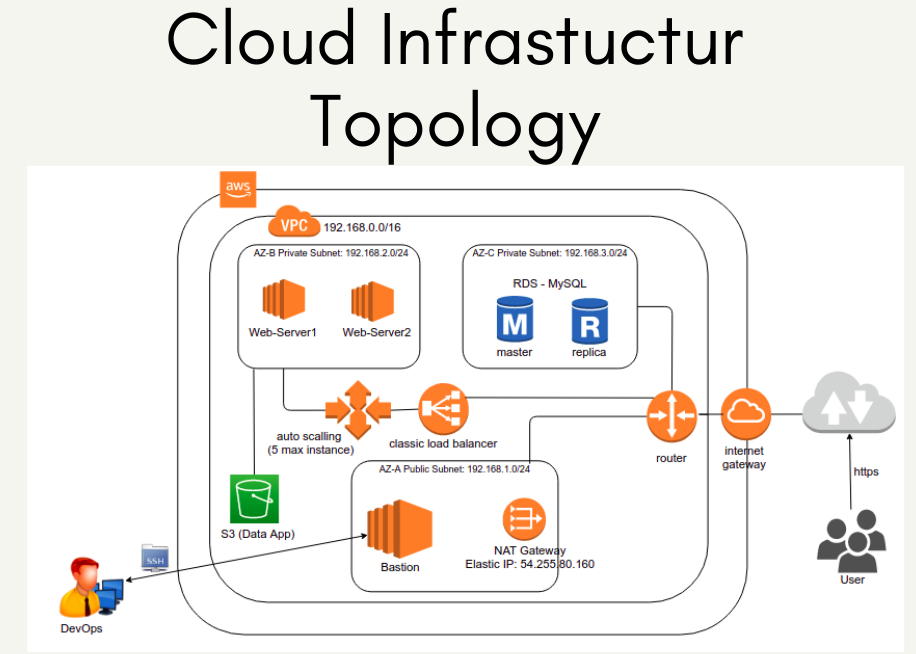 Cloud Infrastuctur
Topology
aws
VPC
192.168.0.0/16
AZ-B Private Subnet: 192.168.2.0/24
Web-Server1
Web-Server2
AZ-C Private Subnet: 192.168.3.0/24
RDS - MySQL
M
R
master
replica
auto scalling
(5 max instance)
classic load balancer
router
internet
gateway
https
User
S3 (Data App)
AZ-A Public Subnet: 192.168.1.0/24
Bastion
NAT Gateway
Elastic IP: 54.255.80.160
SSH
DevOps